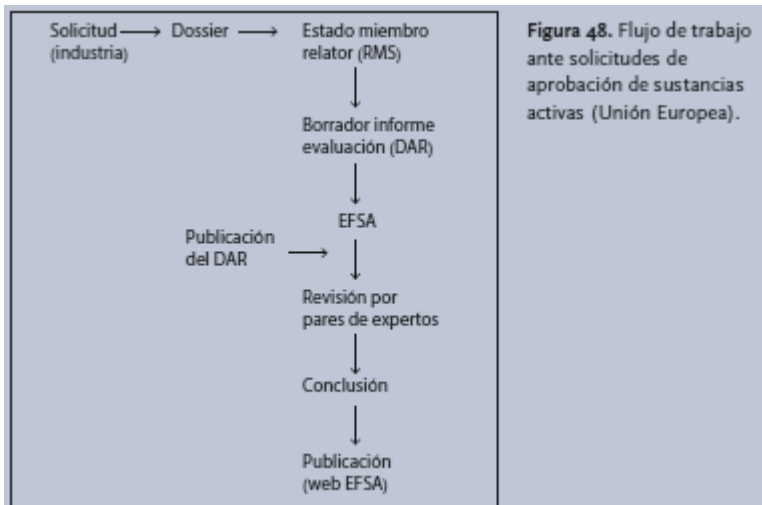 Solicitud → Dossier → Estado miembro
(industria)
relator (RMS)
Borrador informe
evaluación (DAR)
EFSA
Publicación
del DAR
Revisión por
pares de expertos
Conclusión
Publicación
(web EFSA)
Figura 48. Flujo de trabajo
ante solicitudes de
aprobación de sustancias
activas (Unión Europea).